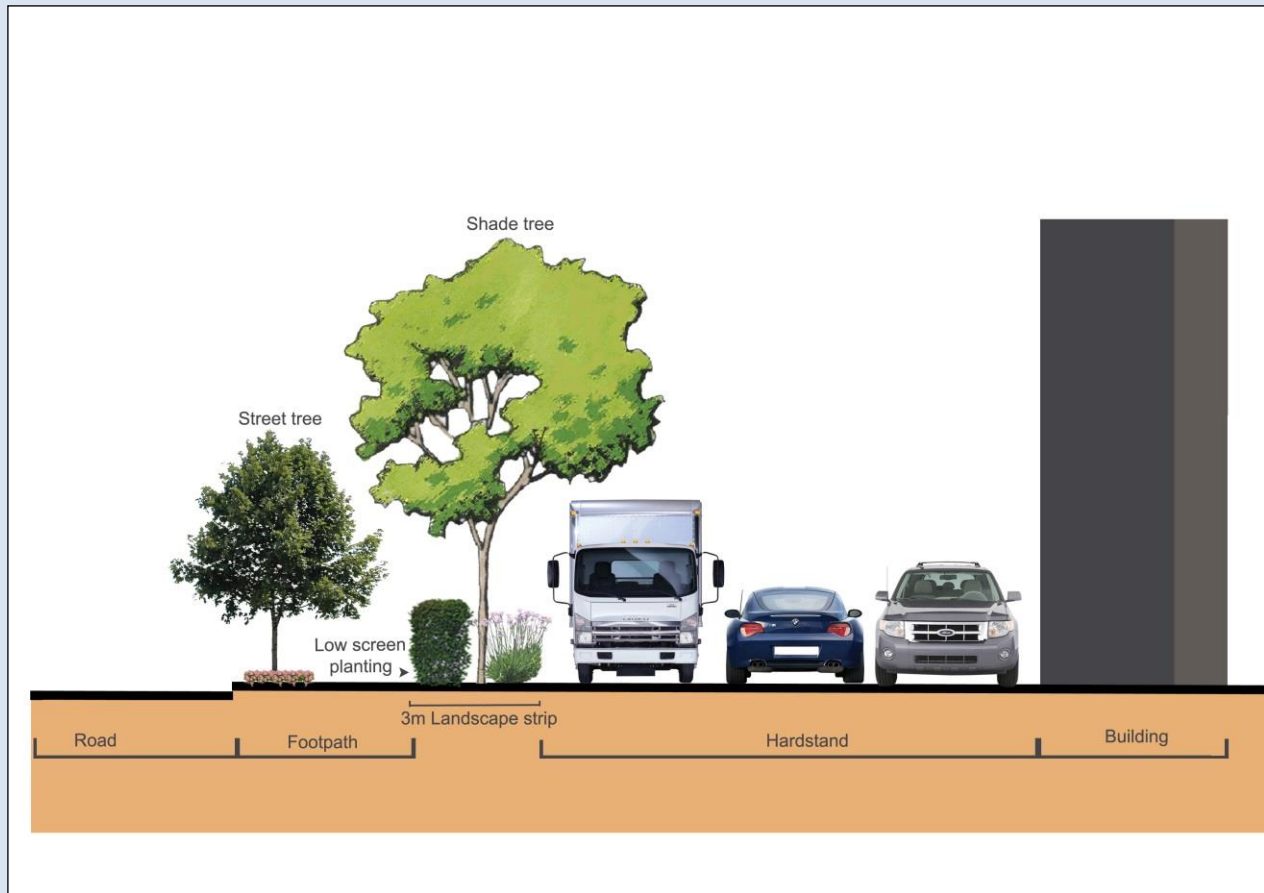 Shade tree
Street tree
Low screen
planting
3m Landscape strip
Road
Footpath
Hardstand
Building